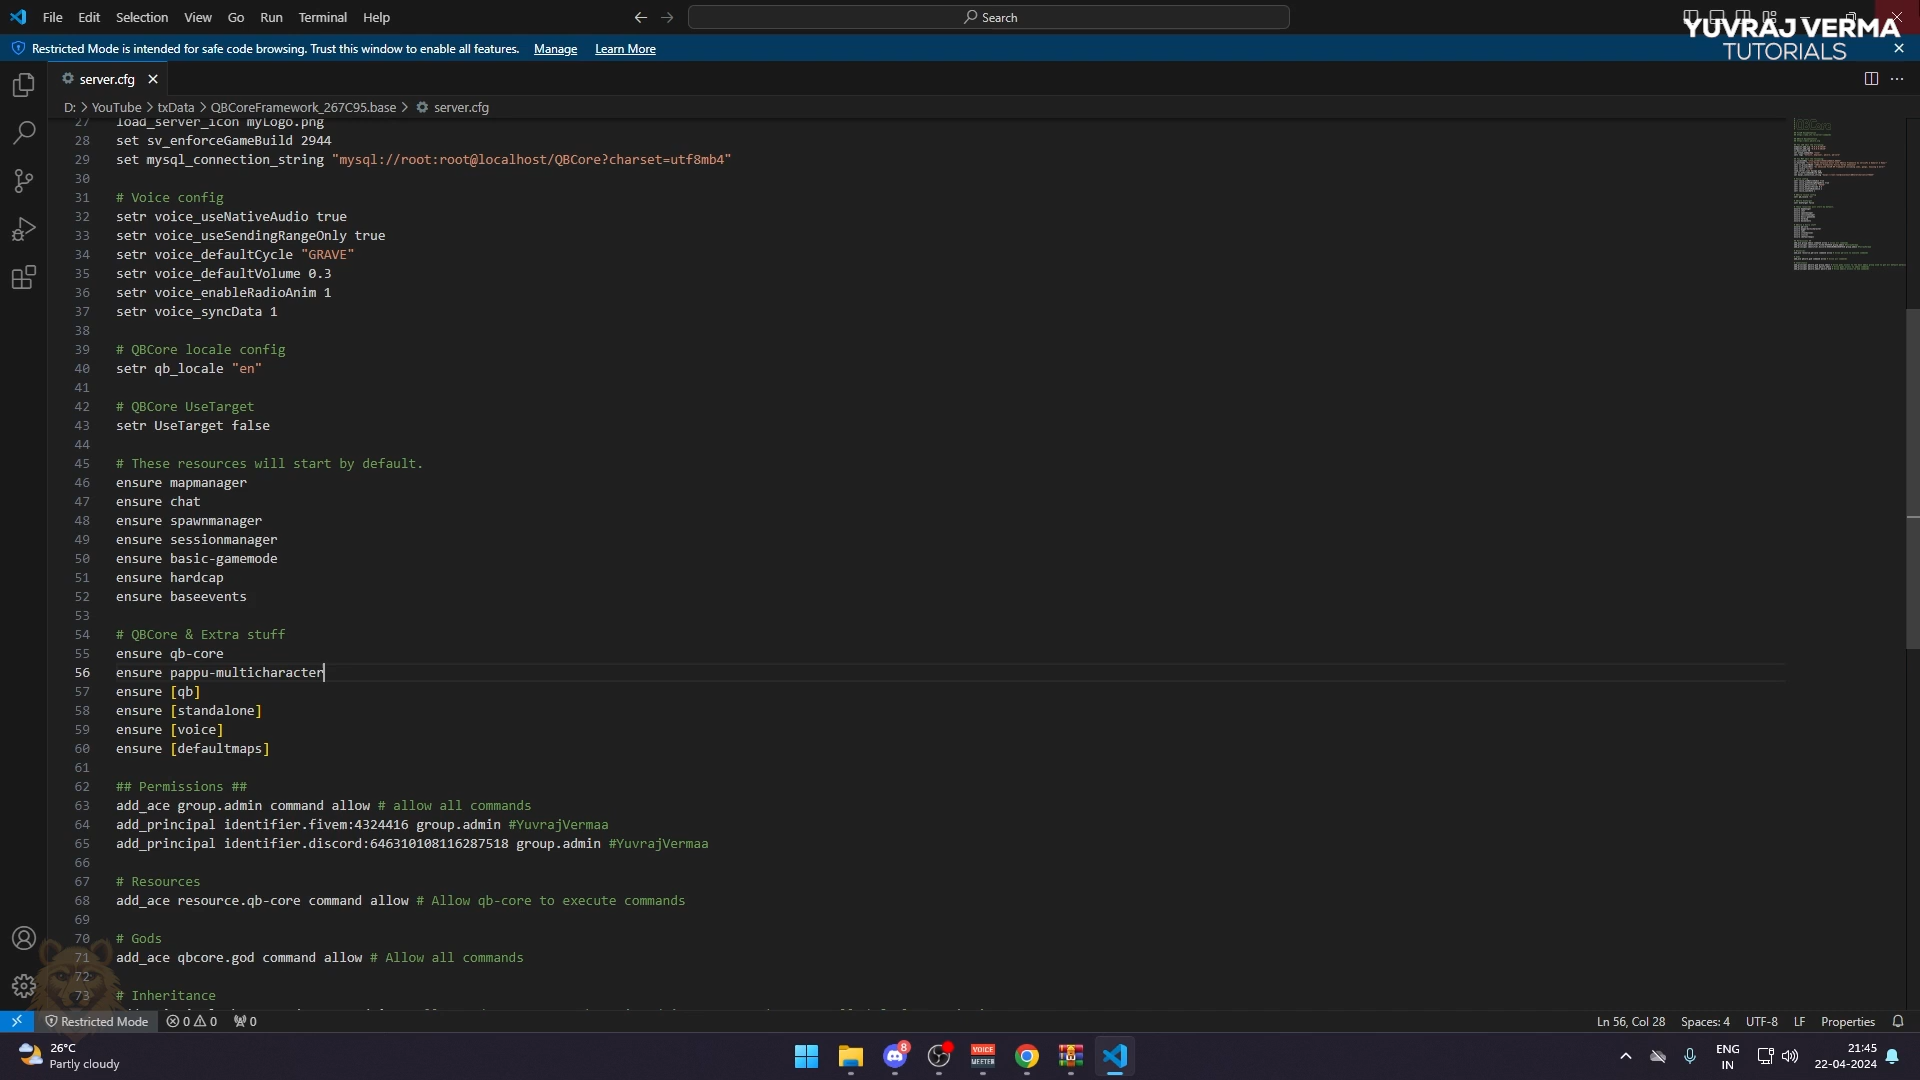 File Edit Selection View Go Run Terminal Help
Search
YUVRAJ VERMA
TUTORIALS
Restricted Mode is intended for safe code browsing. Trust this window to enable all features. Manage Learn More
server.cfg
D: > YouTube > txData > QBCoreFramework_267C95.base > server.cfg
27 load_server_icon myLogo.png
28 set sv_enforceGameBuild 2944
29 set mysql_connection_string "mysql://root:root@localhost/QBCore?charset=utf8mb4"
30
31 # Voice config
32 setr voice_useNativeAudio true
33 setr voice_useSendingRangeOnly true
34 setr voice_defaultCycle "GRAVE"
35 setr voice_defaultVolume 0.3
36 setr voice_enableRadioAnim 1
37 setr voice_syncData 1
38
39 # QBCore locale config
40 setr qb_locale "en"
41
42 # QBCore UseTarget
43 setr UseTarget false
44
45 # These resources will start by default.
46 ensure mapmanager
47 ensure chat
48 ensure spawnmanager
49 ensure sessionmanager
50 ensure basic-gamemode
51 ensure hardcap
52 ensure baseevents
53
54 # QBCore & Extra stuff
55 ensure qb-core
56 ensure pappu-multicharacter
57 ensure [qb]
58 ensure [standalone]
59 ensure [voice]
60 ensure [defaultmaps]
61
62 ## Permissions ##
63 add_ace group.admin command allow # allow all commands
64 add_principal identifier.fivem:4324416 group.admin #YuvrajVermaa
65 add_principal identifier.discord:646310108116287518 group.admin #YuvrajVermaa
66
67 # Resources
68 add_ace resource.qb-core command allow # Allow qb-core to execute commands
69
70 # Gods
71 add_ace qbcore.god command allow # Allow all commands
72
73 # Inheritance
Restricted Mode 0 0 0
Ln 56, Col 28 Spaces: 4 UTF-8 LF Properties
26°C
Partly cloudy
8
VOICE
MEETER
ENG
IN
21:45
22-04-2024